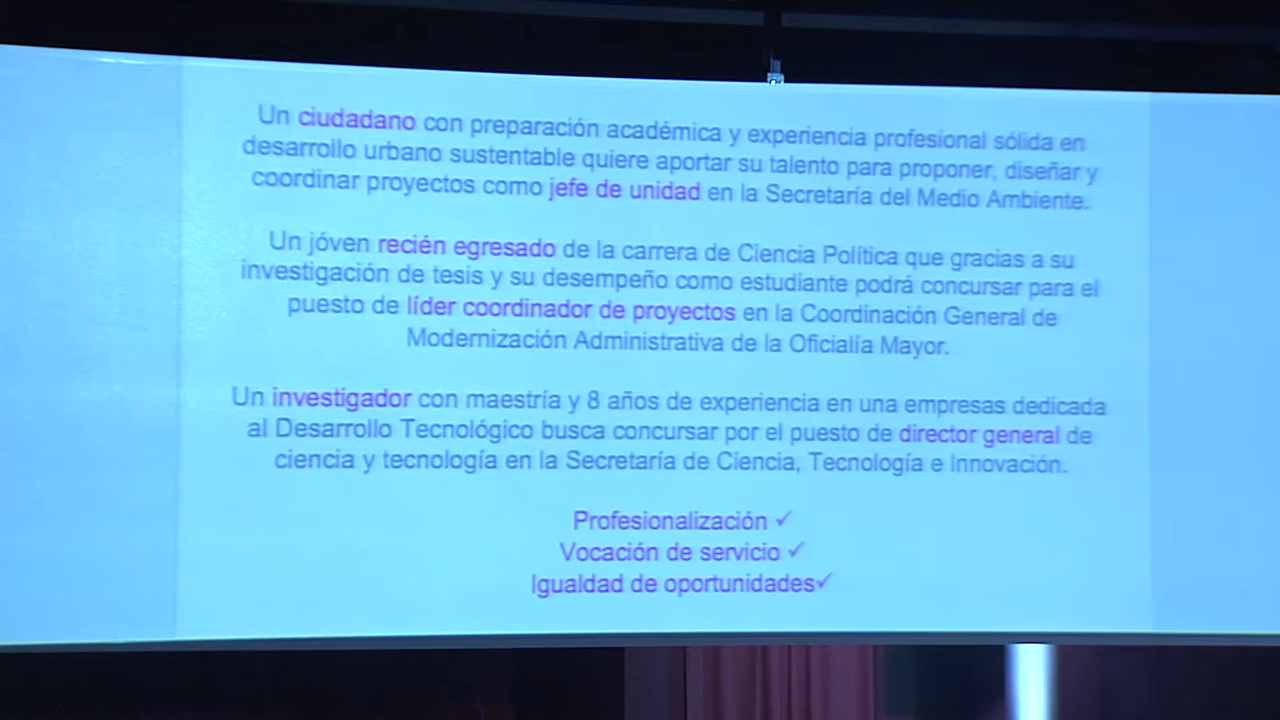 Un ciudadano con preparación académica y experiencia profesional sólida en
desarrollo urbano sustentable quiere aportar su talento para proponer, diseñar y
coordinar proyectos como jefe de unidad en la Secretaría del Medio Ambiente.
Un jóven recién egresado de la carrera de Ciencia Política que gracias a su
investigación de tesis y su desempeño como estudiante podrá concursar para el
puesto de líder coordinador de proyectos en la Coordinación General de
Modernización Administrativa de la Oficialía Mayor.
Un investigador con maestría y 8 años de experiencia en una empresas dedicada
al Desarrollo Tecnológico busca concursar por el puesto de director general de
ciencia y tecnología en la Secretaría de Ciencia, Tecnología e Innovación.
Profesionalización ✓
Vocación de servicio ✓
Igualdad de oportunidades✓